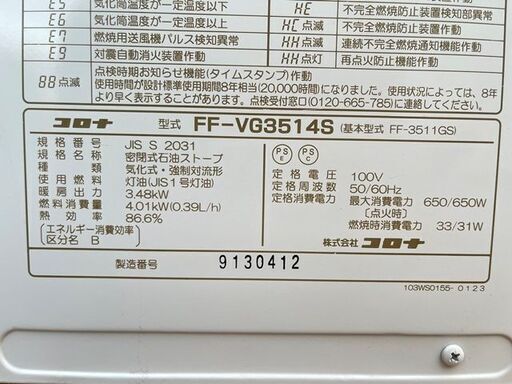 E5 気化筒温度が一定温度以下
E6 気化筒温度が一定温度以上
E7 燃焼用送風機パルス検知異常
E9 対震自動消火装置作動
HE 不完全燃焼防止装置検知部異常
HE点滅 不完全燃焼防止装置作動
HH点滅 連続不完全燃焼通知機能作動
HH点灯 再点火防止機能作動
88点滅 点検時期お知らせ機能(タイムスタンプ)作動
使用時間が設計標準使用期間8年相当(20,000時間)になりました。使用状況によっては、8年
より早く作動することがあります。点検受付窓口(0120-665-785)に連絡してください。
コロナ 型式 FF-VG3514S (基本型式 FF-3511GS)
規格番号 JIS S 2031
規格名称 密閉式石油ストーブ
種類 気化式・強制対流形
使用燃料 灯油(JIS1号灯油)
暖房出力 3.48kW
燃料消費量 4.01kW(0.39L/h)
熱効率 86.6%
(エネルギー消費効率)
区分名 B
PS E
PS C
定格電圧 100V
定格周波数 50/60Hz
定格消費電力 最大消費電力 650/650W
[点火時]
燃焼時消費電力 33/31W
株式会社 コロナ
製造番号 9130412
103WS0155-0123